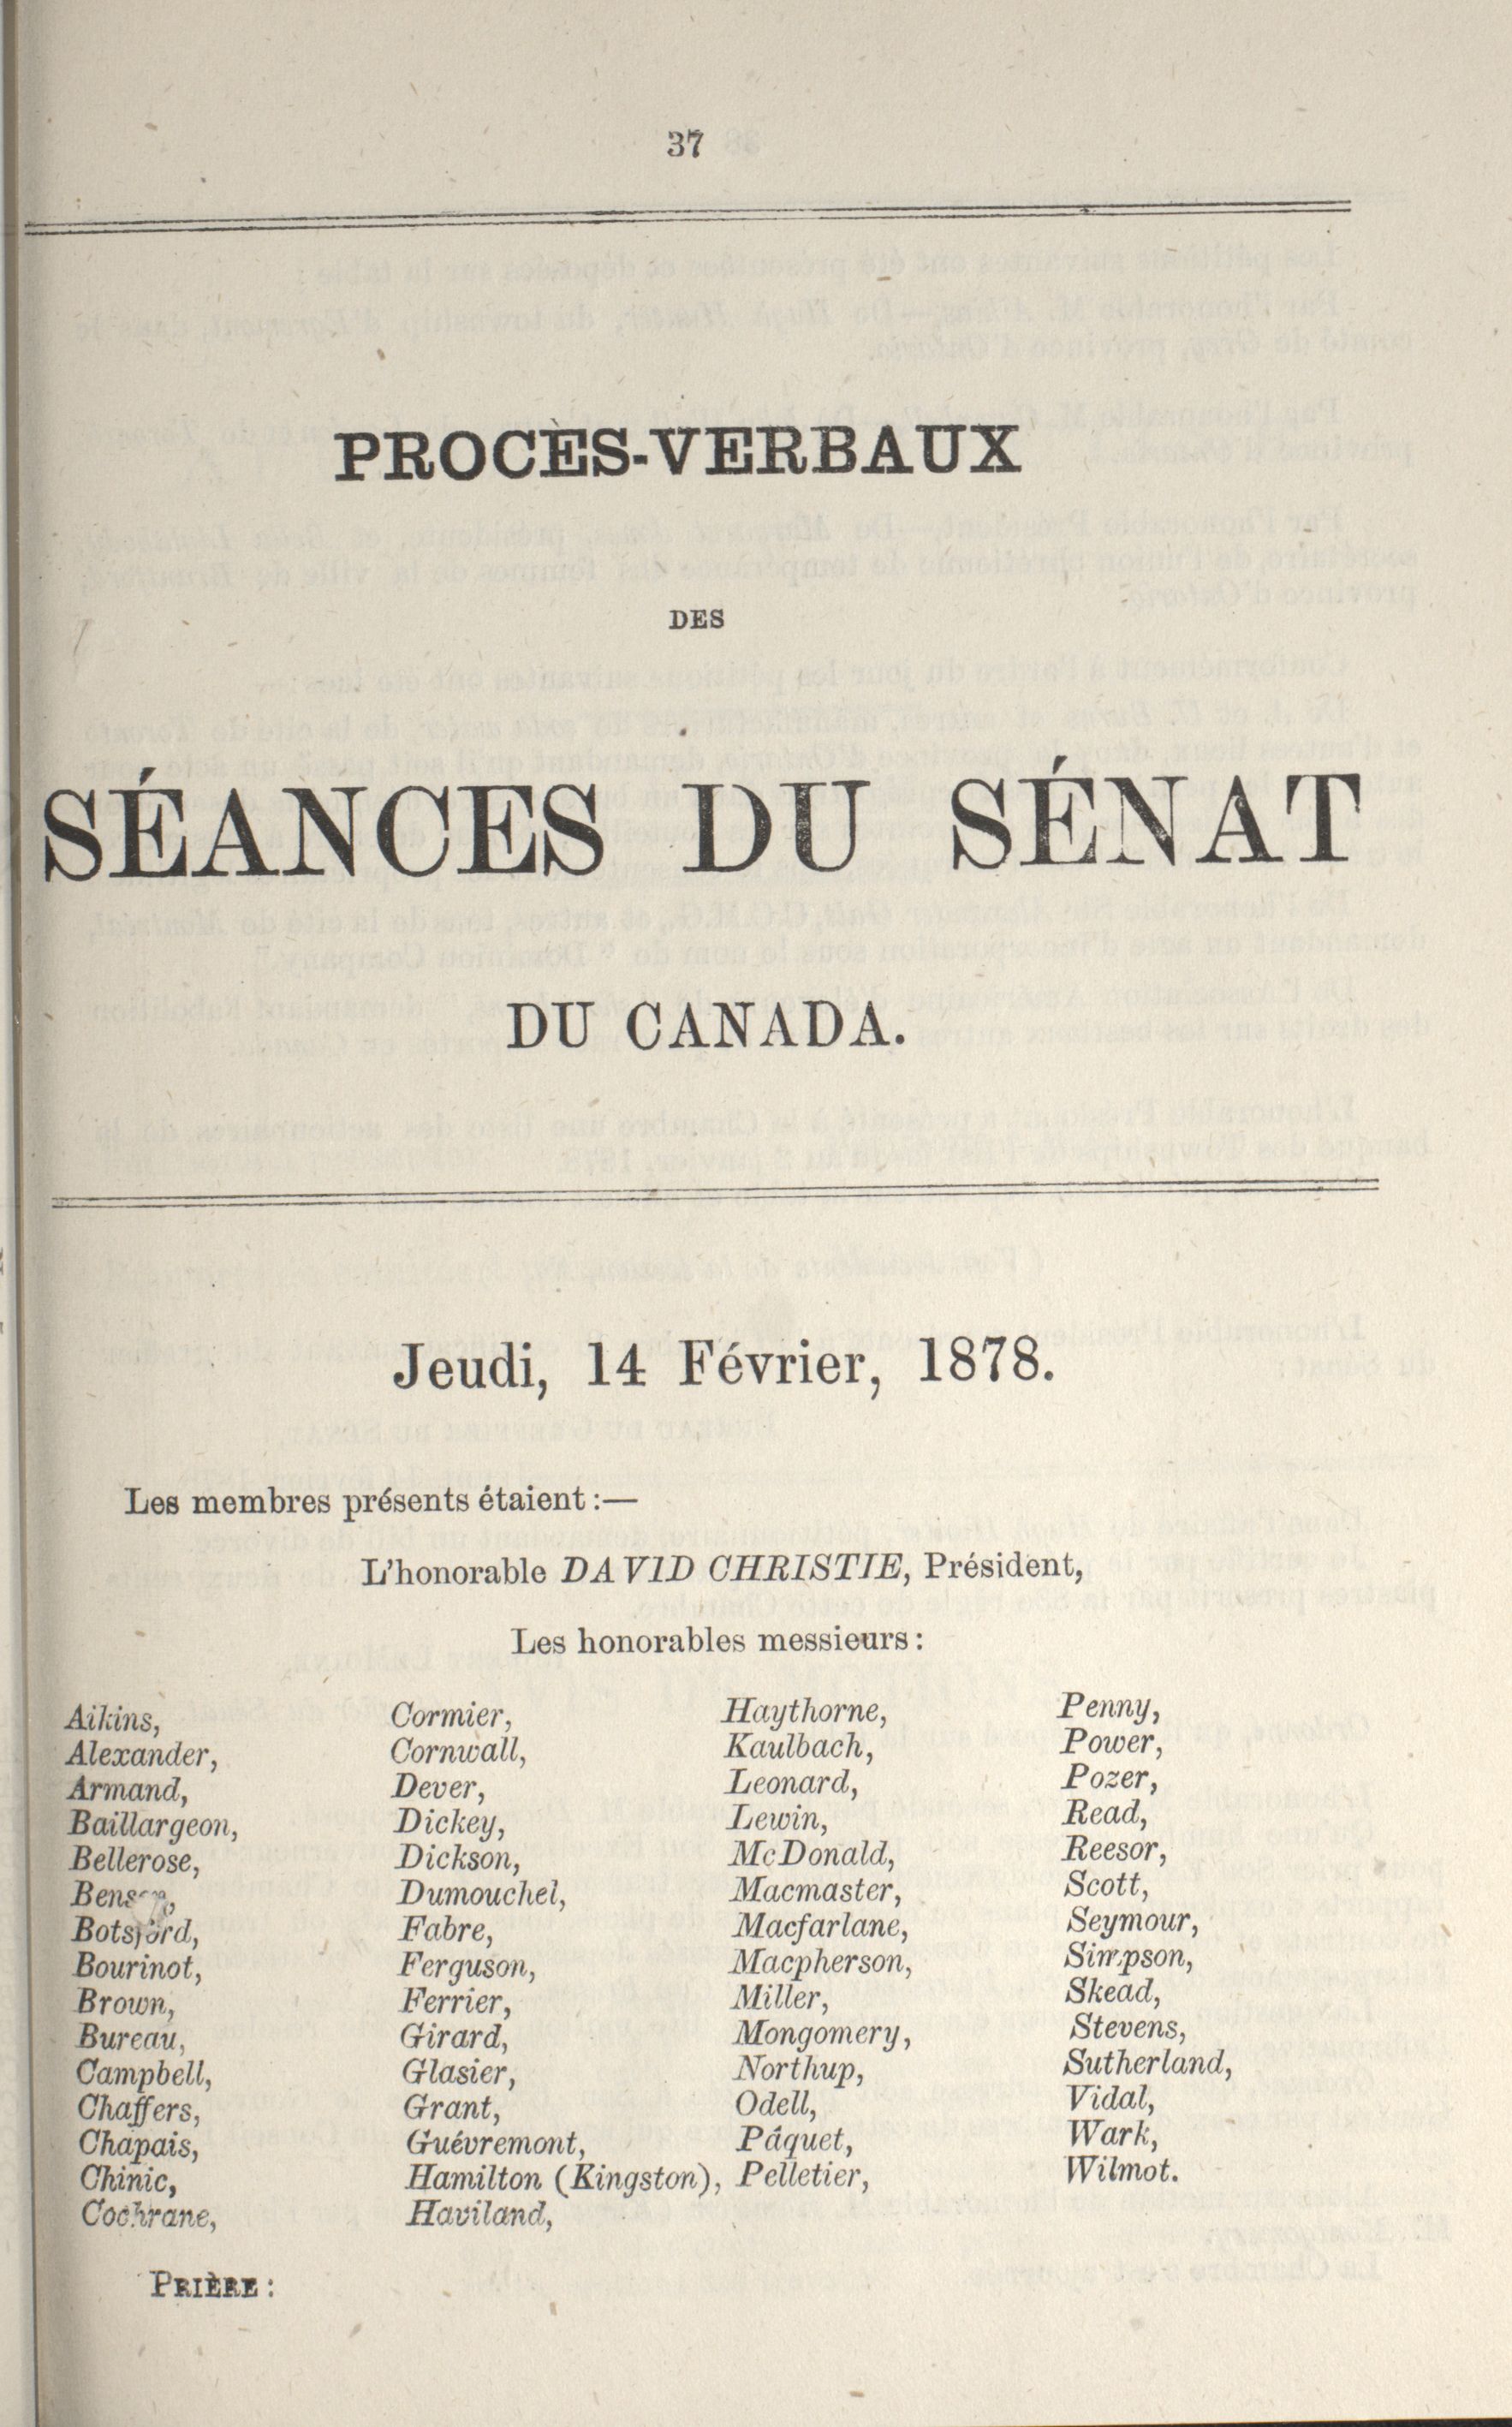 37
PROCÈS-VERBAUX
DES
SÉANCES DU SÉNAT
DU CANADA.
Jeudi, 14 Février, 1878.
Les membres présents étaient :—
L'honorable DAVID CHRISTIE, Président,
Les honorables messieurs :
Aikins,
Alexander,
Armand,
Baillargeon,
Bellerose,
Botsford,
Bourinot,
Brown,
Bureau,
Campbell,
Chaffers,
Chapais,
Chinic,
Cochrane,
Cormier,
Cornwall,
Dever,
Dickey,
Dickson,
Dumouchel,
Fabre,
Ferguson,
Ferrier,
Girard,
Glasier,
Grant,
Guévremont,
Hamilton (Kingston),
Haviland,
Haythorne,
Kaulbach,
Leonard,
Lewin,
McDonald,
Macmaster,
Macfarlane,
Macpherson,
Miller,
Mongomery,
Northup,
Odell,
Pâquet,
Pelletier,
Penny,
Power,
Pozer,
Read,
Reesor,
Scott,
Seymour,
Simpson,
Skead,
Stevens,
Sutherland,
Vidal,
Wark,
Wilmot.
PRIÈRE :